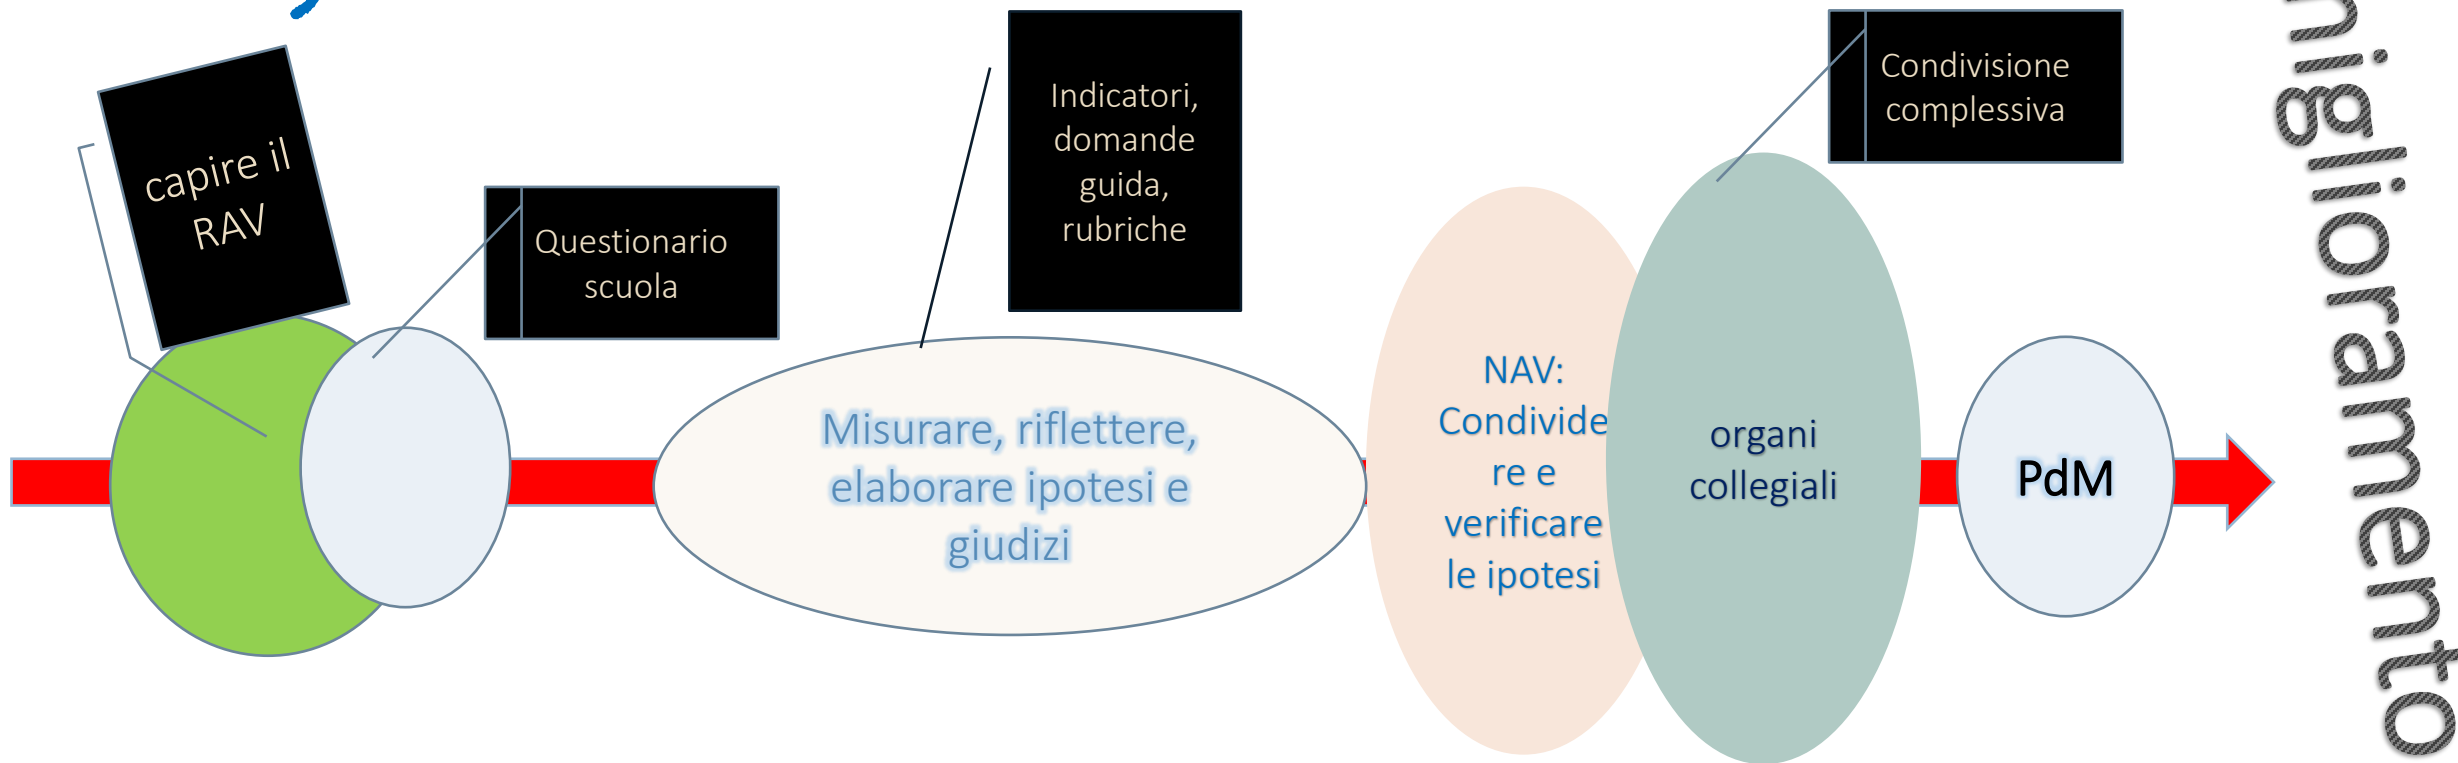 capire il
RAV
Questionario
scuola
Indicatori,
domande
guida,
rubriche
Condivisione
complessiva
Misurare, riflettere,
elaborare ipotesi e
giudizi
NAV:
Condivide
re e
verificare
le ipotesi
organi
collegiali
PdM
miglioramento